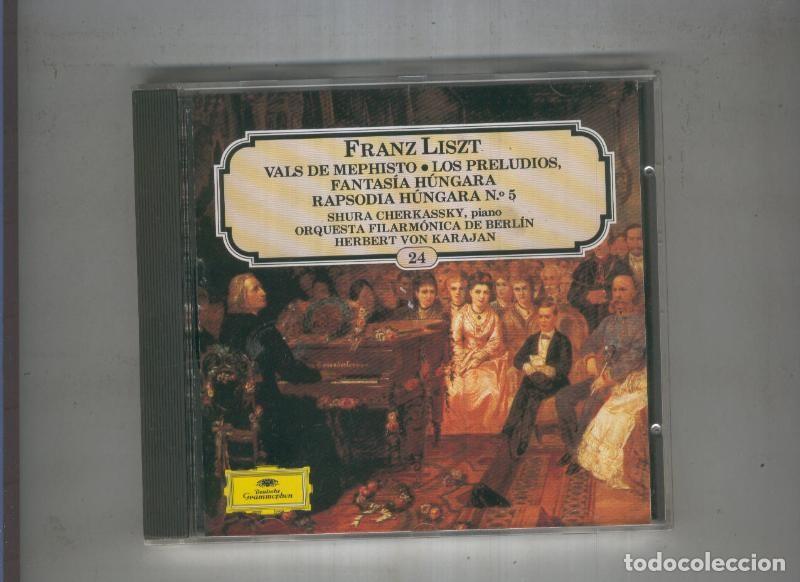 FRANZ LISZT
VALS DE MEPHISTO • LOS PRELUDIOS,
FANTASÍA HÚNGARA
RAPSODIA HÚNGARA N.º 5
SHURA CHERKASSKY, piano
ORQUESTA FILARMÓNICA DE BERLÍN
HERBERT VON KARAJAN
24
Deutsche
Grammophon
todocoleccion